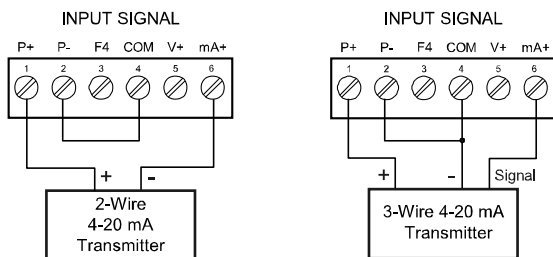 INPUT SIGNAL
P+ P- F4 COM V+ mA+
1 2 3 4 5 6
+ -
2-Wire
4-20 mA
Transmitter
INPUT SIGNAL
P+ P- F4 COM V+ mA+
1 2 3 4 5 6
+ - Signal
3-Wire 4-20 mA
Transmitter